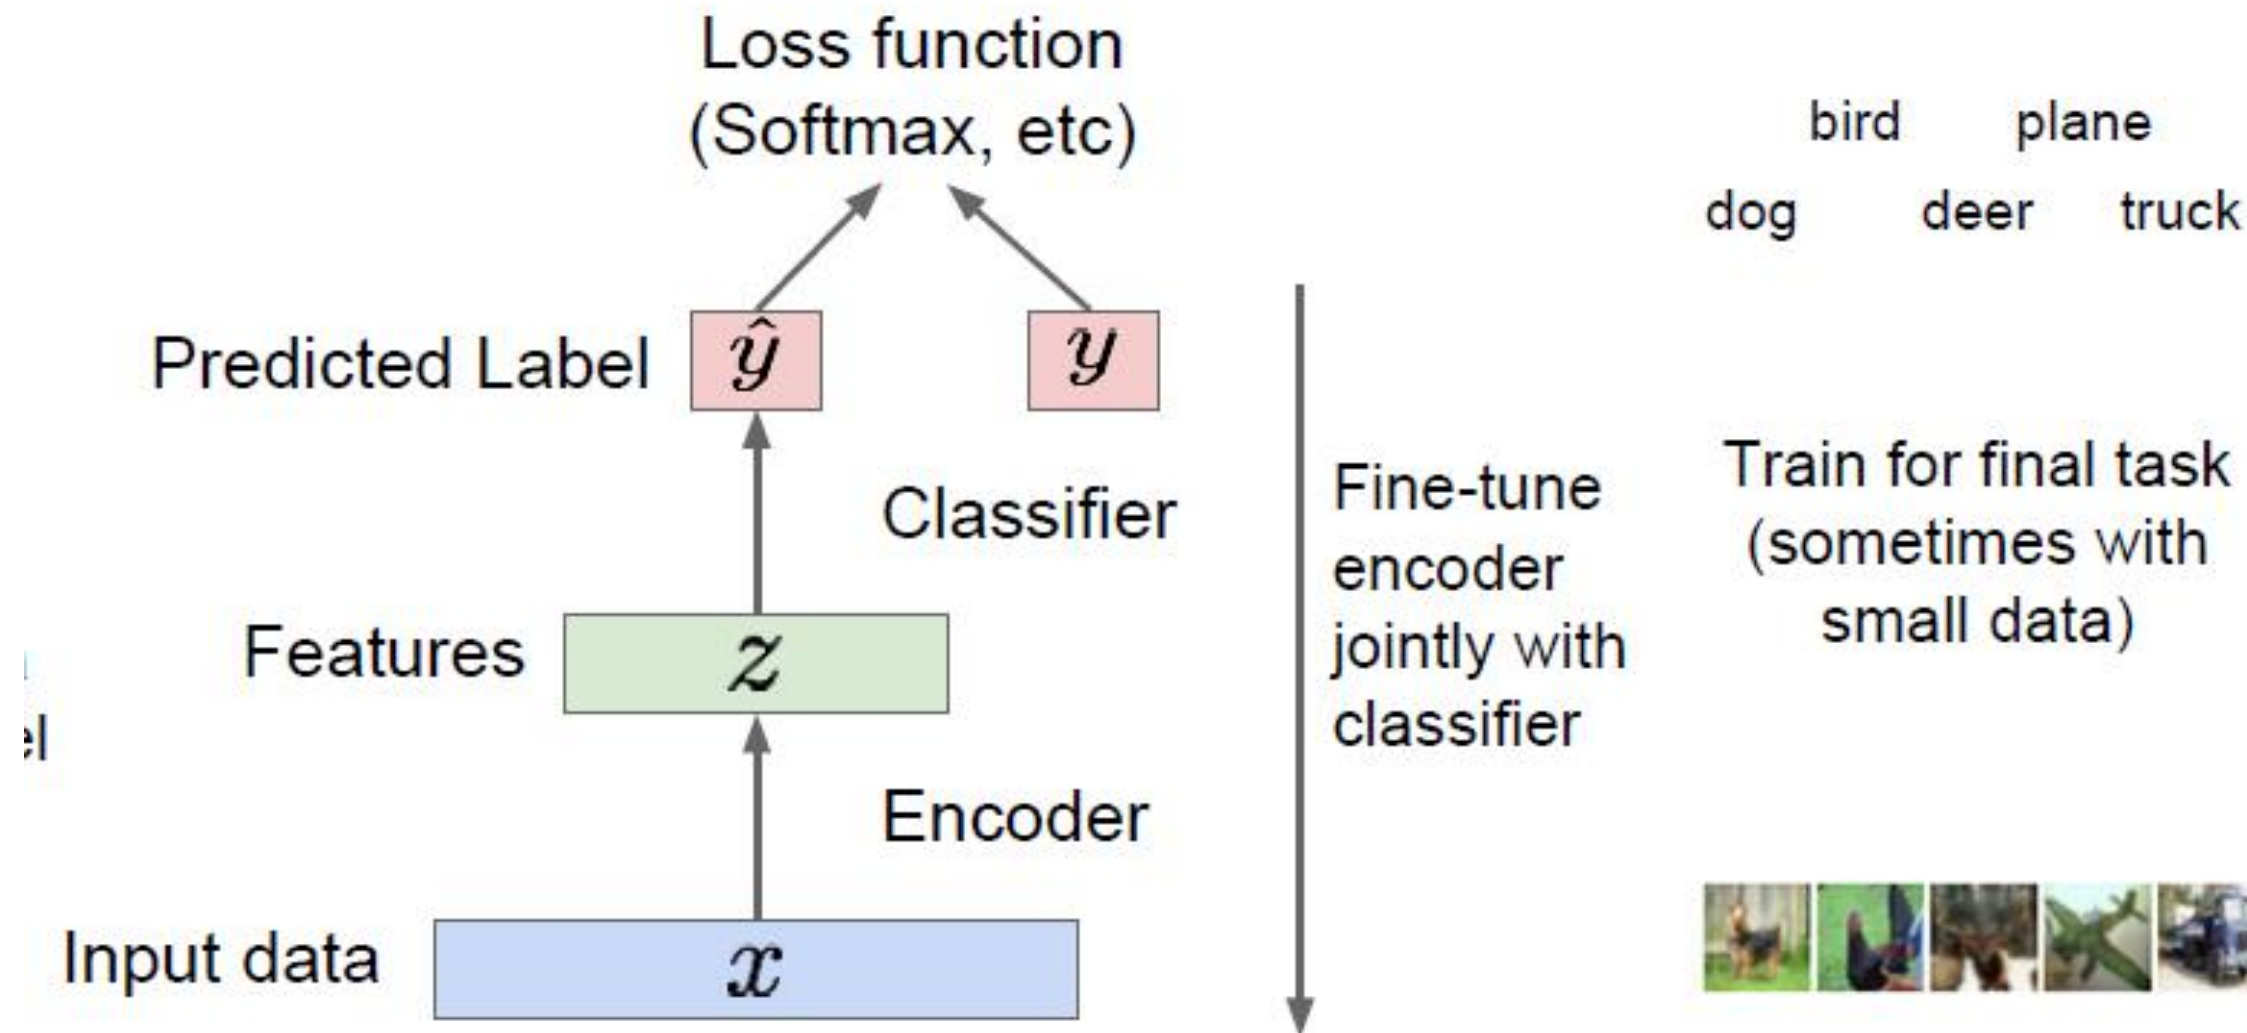 Loss function
(Softmax, etc)
bird plane
dog deer truck
Predicted Label
ŷ
y
Classifier
Fine-tune
encoder
jointly with
classifier
Train for final task
(sometimes with
small data)
Features
z
el
Encoder
Input data
x